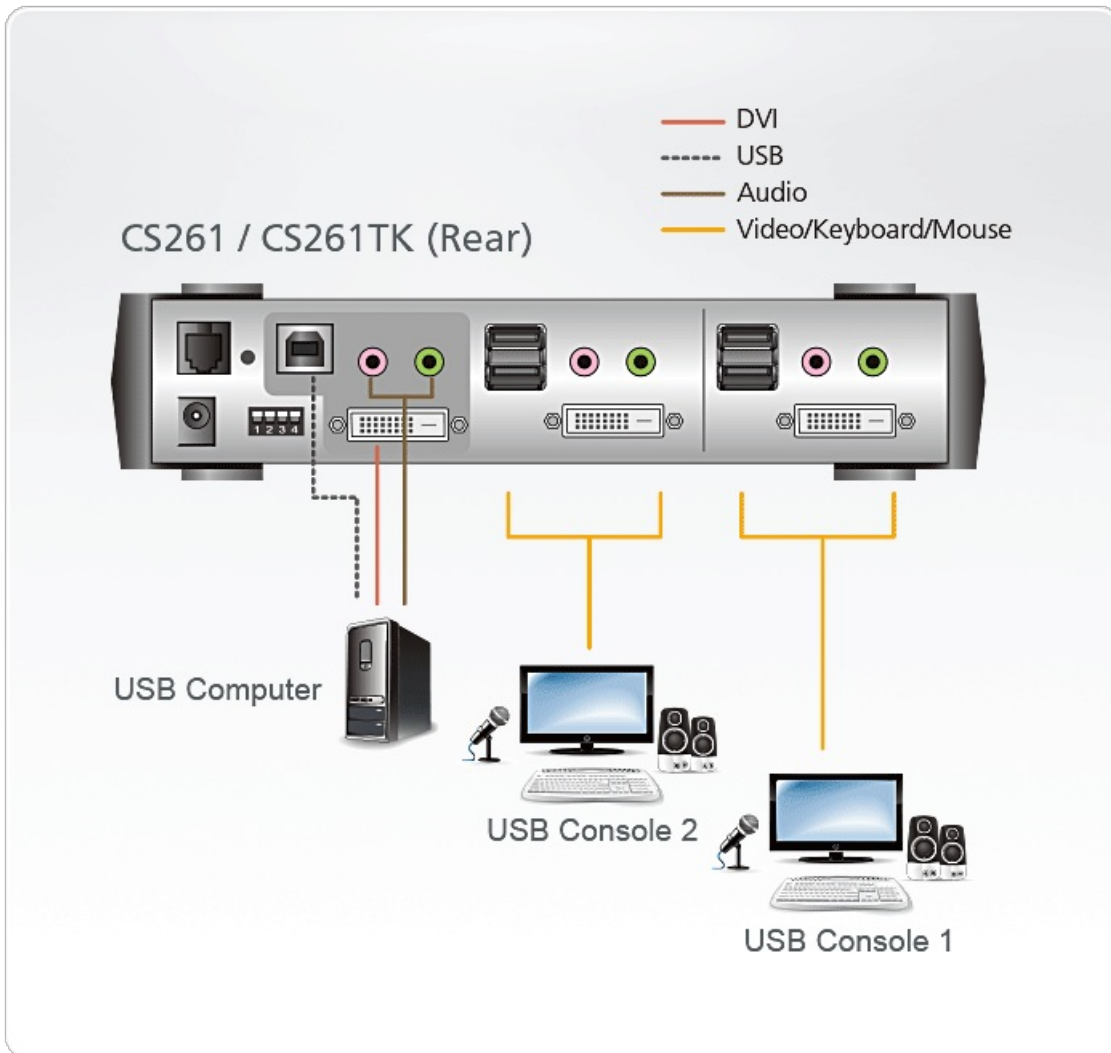 DVI
USB
Audio
Video/Keyboard/Mouse
CS261 / CS261TK (Rear)
1 2 3 4
USB Computer
USB Console 2
USB Console 1